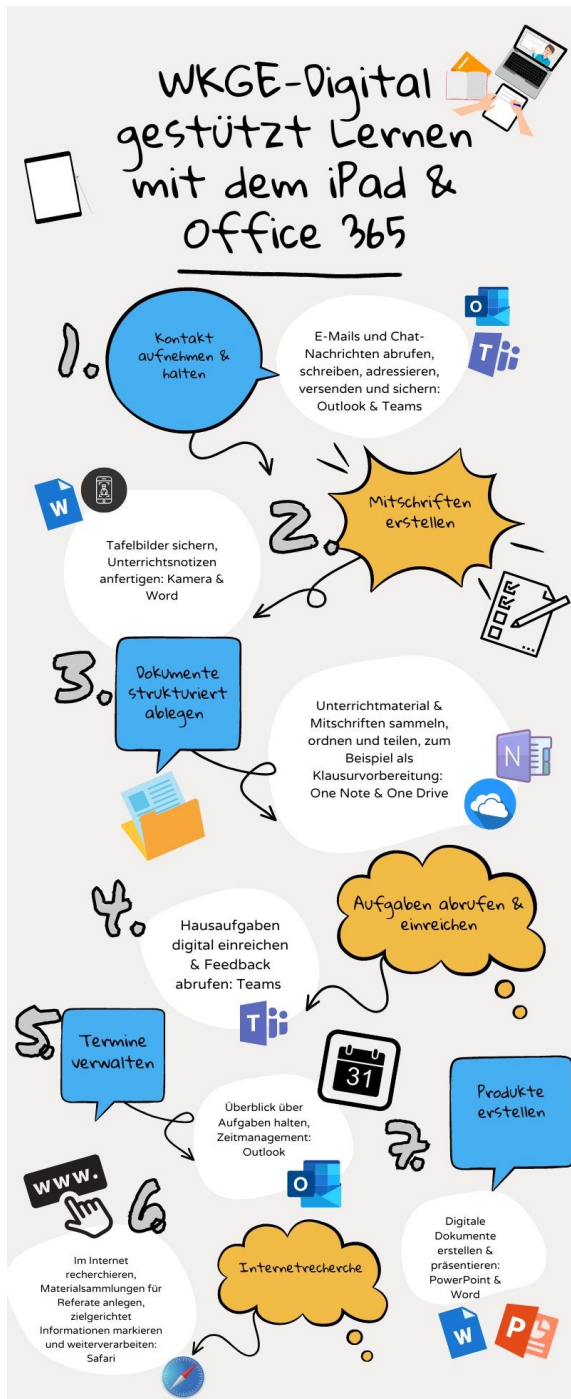 WKGE-Digital
gestützt Lernen
mit dem iPad &
Office 365
1.
Kontakt
aufnehmen &
halten
E-Mails und Chat-
Nachrichten abrufen,
schreiben, adressieren,
versenden und sichern:
Outlook & Teams
O
T
2.
Mitschriften
erstellen
W
Tafelbilder sichern,
Unterrichtsnotizen
anfertigen: Kamera &
Word
3.
Dokumente
strukturiert
ablegen
Unterrichtmaterial &
Mitschriften sammeln,
ordnen und teilen, zum
Beispiel als
Klausurvorbereitung:
One Note & One Drive
N
4.
Aufgaben abrufen &
einreichen
Hausaufgaben
digital einreichen
& Feedback
abrufen: Teams
T
5.
Termine
verwalten
31
Überblick über
Aufgaben halten,
Zeitmanagement:
Outlook
O
www.
6.
Internetrecherche
Im Internet
recherchieren,
Materialsammlungen für
Referate anlegen,
zielgerichtet
Informationen markieren
und weiterverarbeiten:
Safari
7.
Produkte
erstellen
Digitale
Dokumente
erstellen &
präsentieren:
PowerPoint &
Word
W
P